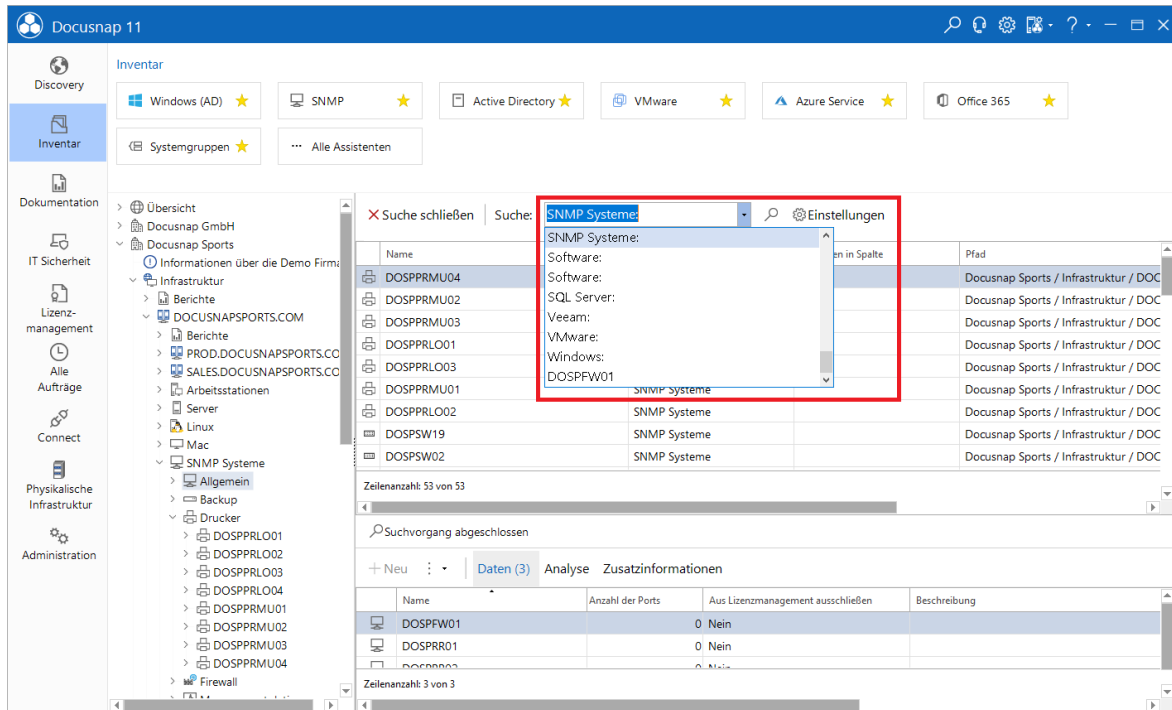 Docusnap 11
Discovery
Inventar
Dokumentation
IT Sicherheit
Lizenz-
management
Alle
Aufträge
Connect
Physikalische
Infrastruktur
Administration
Inventar
Windows (AD)
SNMP
Active Directory
VMware
Azure Service
Office 365
Systemgruppen
Alle Assistenten
Übersicht
Docusnap GmbH
Docusnap Sports
Informationen über die Demo Firma
Infrastruktur
Berichte
DOCUSNAPSPORTS.COM
Berichte
PROD.DOCUSNAPSPORTS.CO
SALES.DOCUSNAPSPORTS.CO
Arbeitsstationen
Server
Linux
Mac
SNMP Systeme
Allgemein
Backup
Drucker
DOSPPRLO01
DOSPPRLO02
DOSPPRLO03
DOSPPRLO04
DOSPPRMU01
DOSPPRMU02
DOSPPRMU03
DOSPPRMU04
Firewall
Suche schließen Suche: SNMP Systeme: Einstellungen
SNMP Systeme:
Software:
Software:
SQL Server:
Veeam:
VMware:
Windows:
DOSPFW01
Name en in Spalte Pfad
DOSPPRMU04 Docusnap Sports / Infrastruktur / DOC
DOSPPRMU02 Docusnap Sports / Infrastruktur / DOC
DOSPPRMU03 Docusnap Sports / Infrastruktur / DOC
DOSPPRLO01 Docusnap Sports / Infrastruktur / DOC
DOSPPRLO03 Docusnap Sports / Infrastruktur / DOC
DOSPPRMU01 SNMP Systeme Docusnap Sports / Infrastruktur / DOC
DOSPPRLO02 SNMP Systeme Docusnap Sports / Infrastruktur / DOC
DOSPSW19 SNMP Systeme Docusnap Sports / Infrastruktur / DOC
DOSPSW02 SNMP Systeme Docusnap Sports / Infrastruktur / DOC
Zeilenanzahl: 53 von 53
Suchvorgang abgeschlossen
Neu Daten (3) Analyse Zusatzinformationen
Name Anzahl der Ports Aus Lizenzmanagement ausschließen Beschreibung
DOSPFW01 0 Nein
DOSPRR01 0 Nein
Zeilenanzahl: 3 von 3